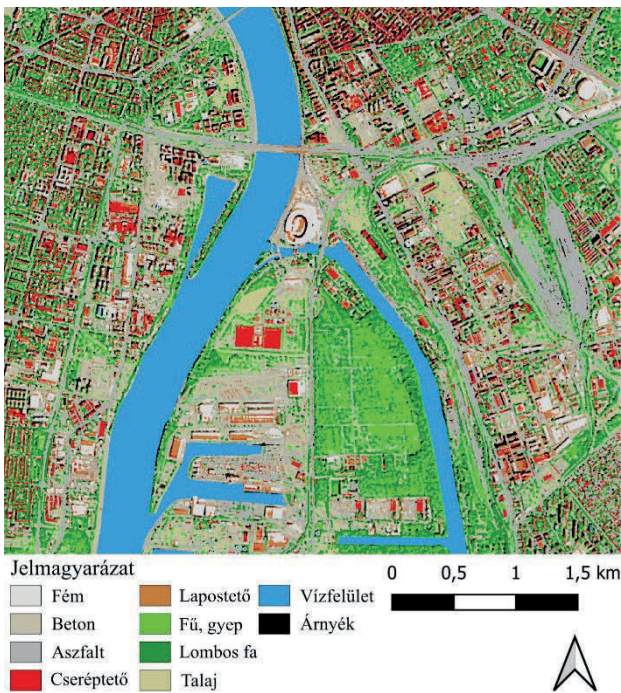 Jelmagyarázat
Fém
Beton
Aszfalt
Cseréptető
Lapostető
Fű, gyep
Lombos fa
Talaj
Vízfelület
Árnyék
0 0,5 1 1,5 km